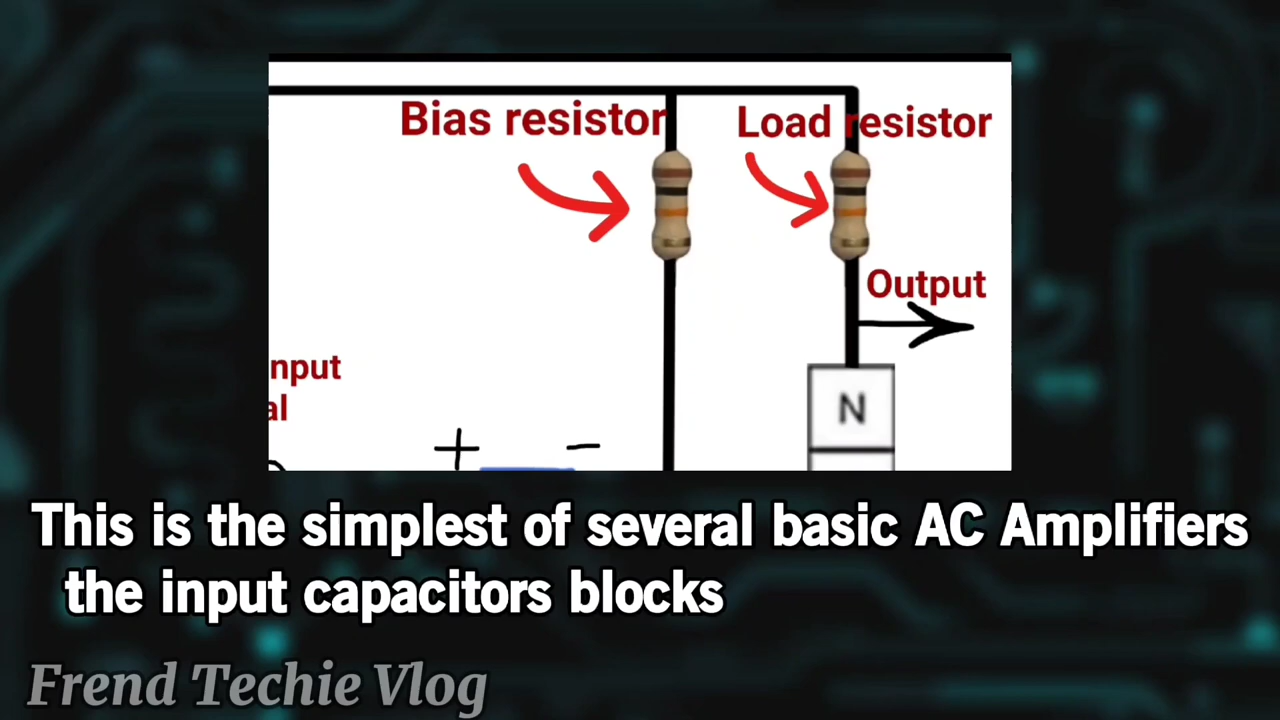 Bias resistor
Load resistor
Output
nput
al
N
+ −
This is the simplest of several basic AC Amplifiers
the input capacitors blocks
Frend Techie Vlog